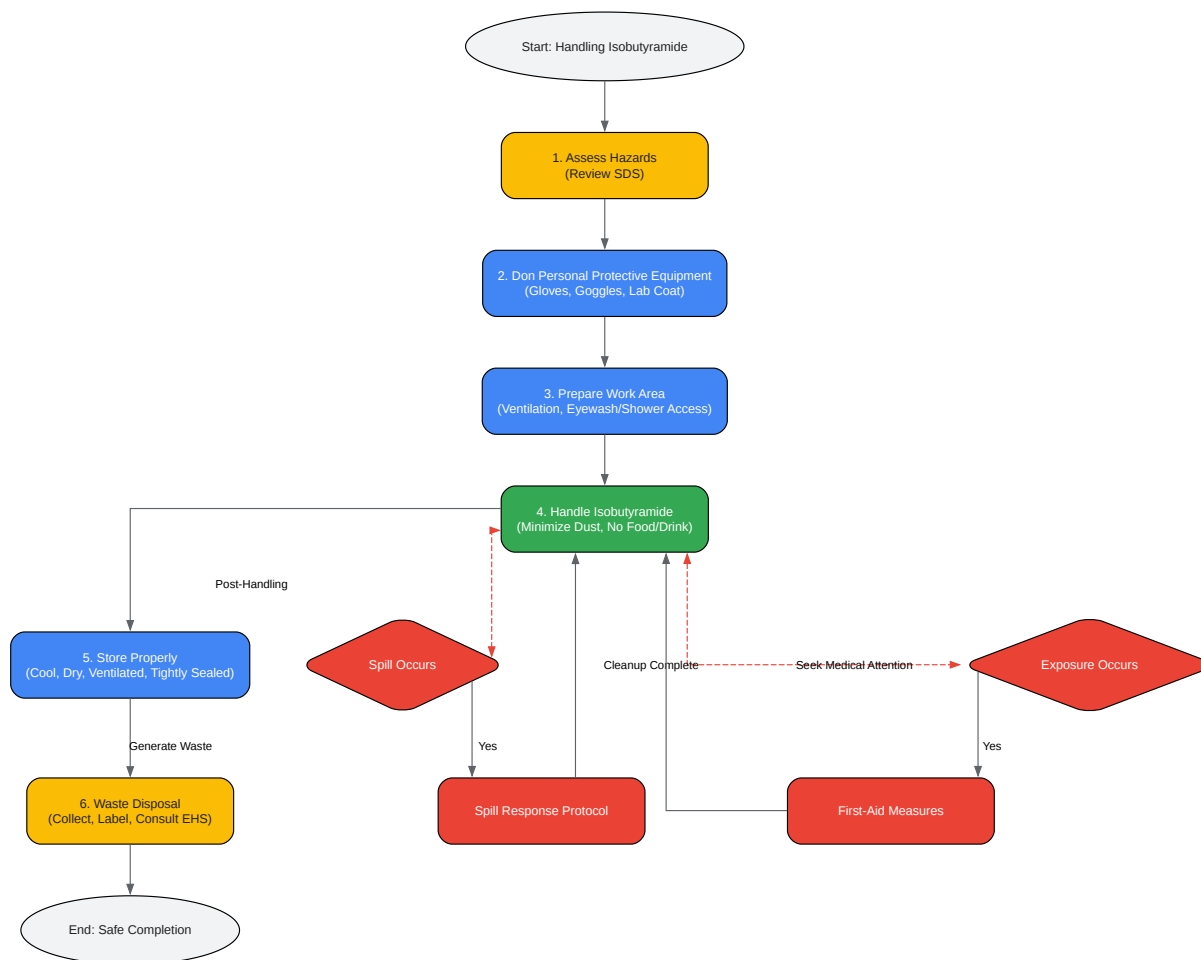 Start: Handling Isobutyramide
1. Assess Hazards
(Review SDS)
2. Don Personal Protective Equipment
(Gloves, Goggles, Lab Coat)
3. Prepare Work Area
(Ventilation, Eyewash/Shower Access)
4. Handle Isobutyramide
(Minimize Dust, No Food/Drink)
Post-Handling
5. Store Properly
(Cool, Dry, Ventilated, Tightly Sealed)
Spill Occurs
Cleanup Complete
Seek Medical Attention
Exposure Occurs
Generate Waste
Yes
Yes
6. Waste Disposal
(Collect, Label, Consult EHS)
Spill Response Protocol
First-Aid Measures
End: Safe Completion